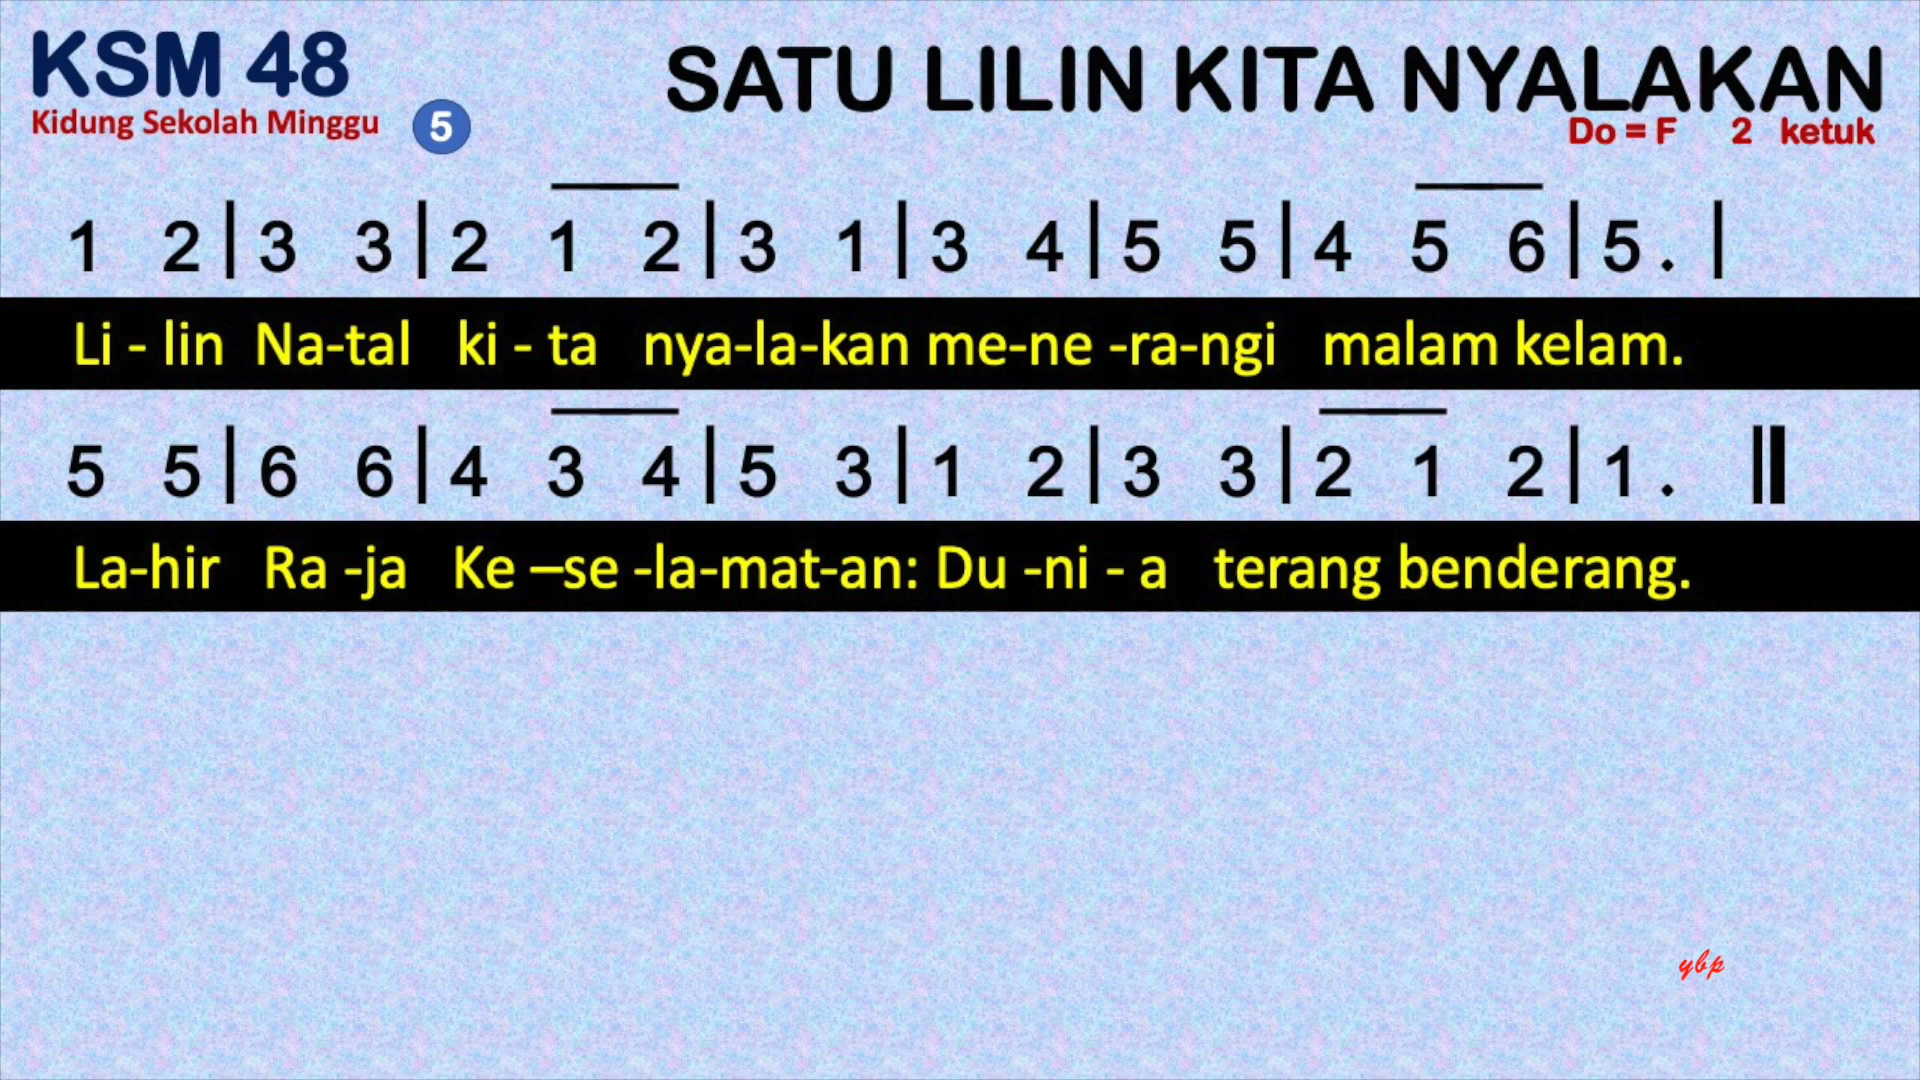 KSM 48
SATU LILIN KITA NYALAKAN
Kidung Sekolah Minggu 5
Do = F 2 ketuk
1 2 | 3 3 | 2 1 2 | 3 1 | 3 4 | 5 5 | 4 5 6 | 5 . |
Li - lin Na-tal ki - ta nya-la-kan me-ne -ra-ngi malam kelam.
5 5 | 6 6 | 4 3 4 | 5 3 | 1 2 | 3 3 | 2 1 2 | 1 . ||
La-hir Ra -ja Ke –se -la-mat-an: Du -ni - a terang benderang.
ybp